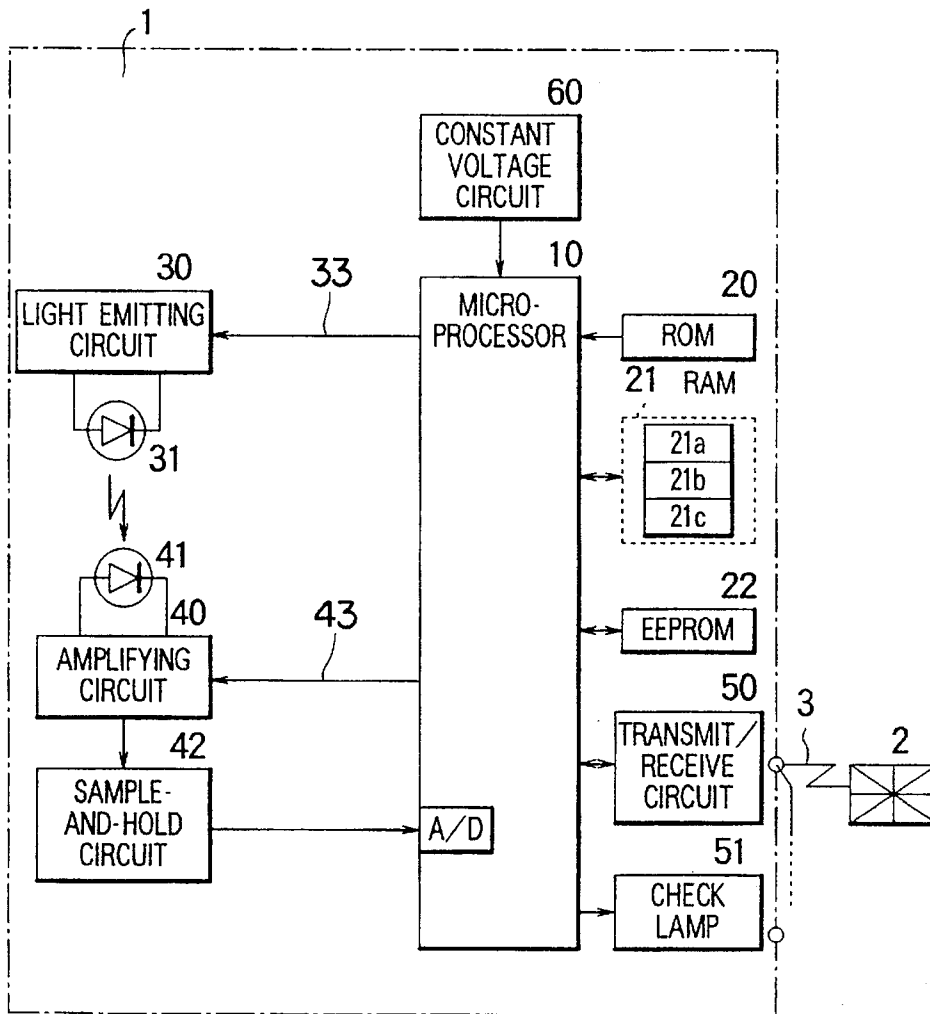 1
60
CONSTANT
VOLTAGE
CIRCUIT
30
33
10
20
LIGHT EMITTING
CIRCUIT
MICRO-
PROCESSOR
ROM
21 RAM
31
21a
21b
21c
41
22
40
43
EEPROM
AMPLIFYING
CIRCUIT
50
3
2
42
TRANSMIT/
RECEIVE
CIRCUIT
SAMPLE-
AND-HOLD
CIRCUIT
A/D
51
CHECK
LAMP